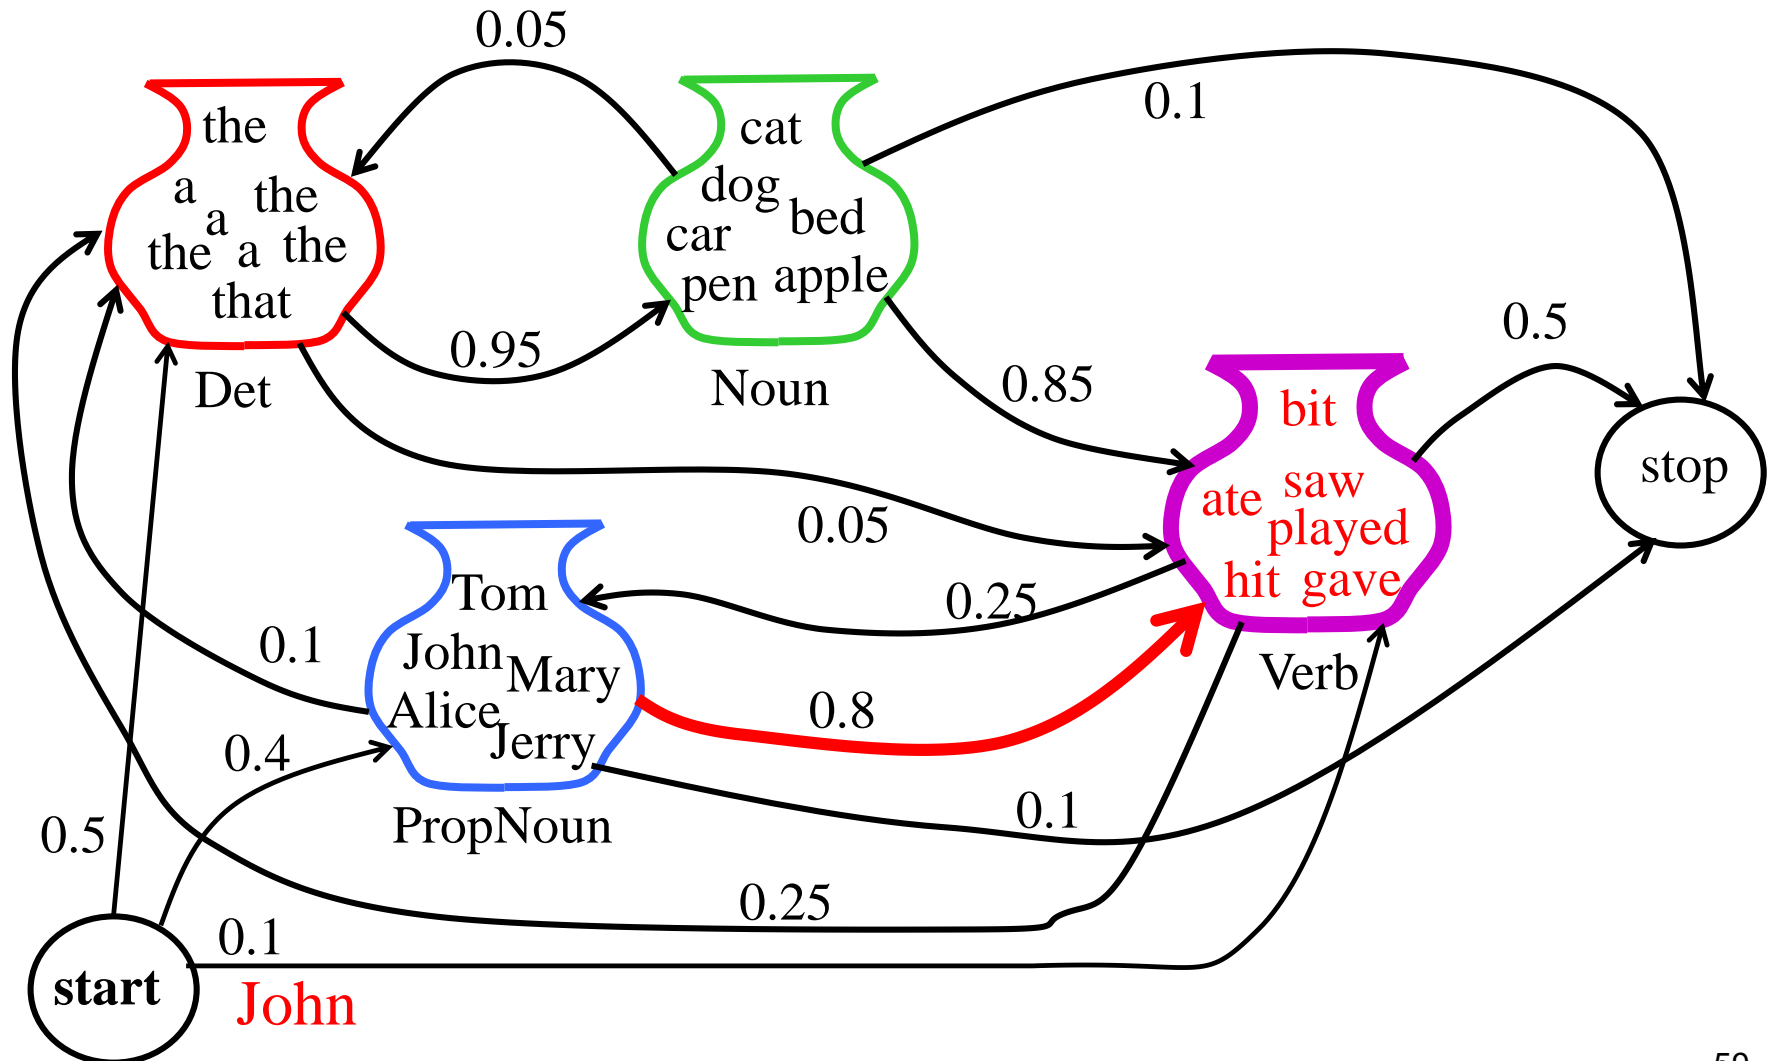 0.05
0.1
the
a the
a
the a the
that
Det
0.95
cat
dog
bed
car
pen apple
Noun
0.85
0.5
bit
ate saw
played
hit gave
Verb
stop
0.05
0.25
Tom
John
Mary
Alice
Jerry
PropNoun
0.1
0.8
0.4
0.1
0.5
0.25
0.1
start
John